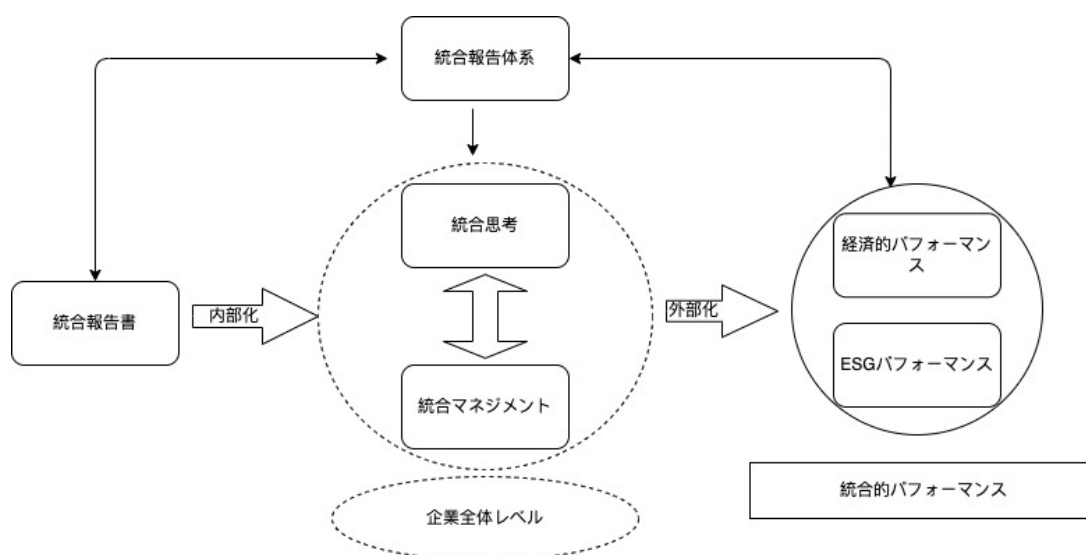 統合報告体系
統合思考
経済的パフォーマン
ス
統合報告書
内部化
外部化
ESGパフォーマンス
統合マネジメント
統合的パフォーマンス
企業全体レベル